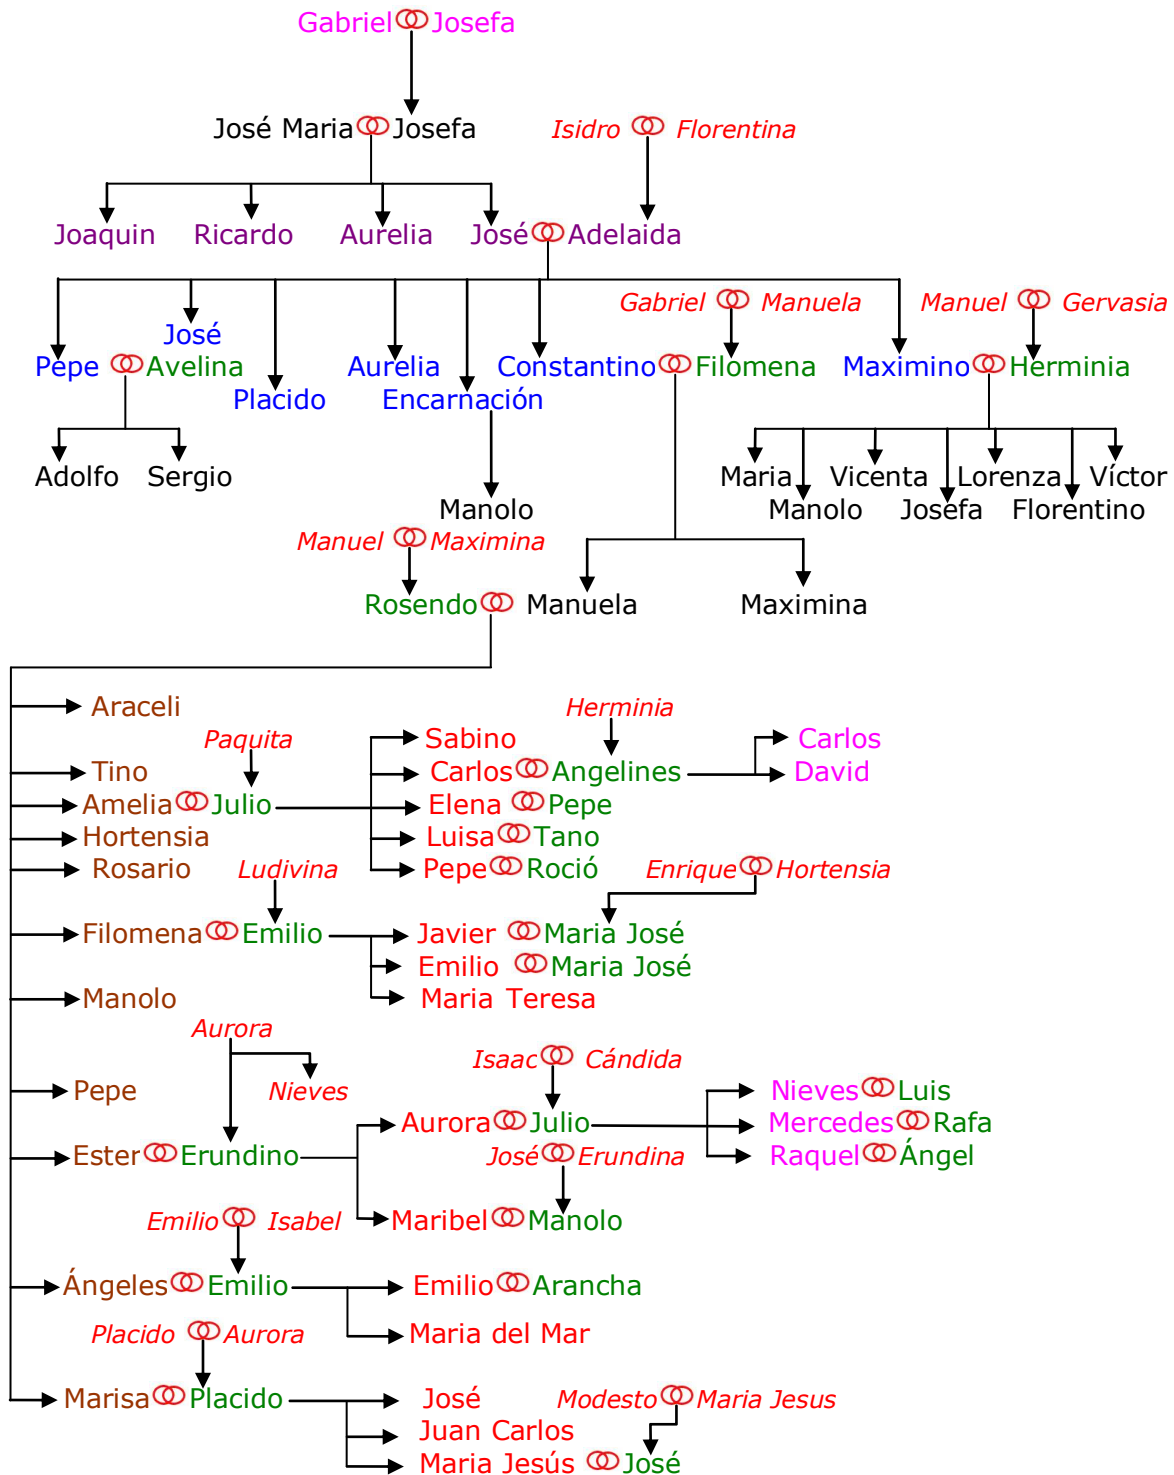 Gabriel Josefa
José Maria Josefa Isidro Florentina
Joaquin Ricardo Aurelia José Adelaida
Gabriel Manuela Manuel Gervasia
José
Pepe Avelina Aurelia Constantino Filomena Maximino Herminia
Placido Encarnación
Adolfo Sergio Maria Vicenta Lorenza Víctor
Manolo Manolo Josefa Florentino
Manuel Maximina
Rosendo Manuela Maximina
Araceli Herminia
Paquita Sabino Carlos
Tino Carlos Angelines David
Amelia Julio Elena Pepe
Hortensia Luisa Tano
Rosario Ludivina Pepe Roció Enrique Hortensia
Filomena Emilio Javier Maria José
Emilio Maria José
Manolo Maria Teresa
Aurora
Isaac Cándida
Pepe Nieves Nieves Luis
Aurora Julio Mercedes Rafa
Ester Erundino José Erundina Raquel Ángel
Emilio Isabel Maribel Manolo
Ángeles Emilio Emilio Arancha
Placido Aurora Maria del Mar
Marisa Placido José Modesto Maria Jesus
Juan Carlos
Maria Jesús José